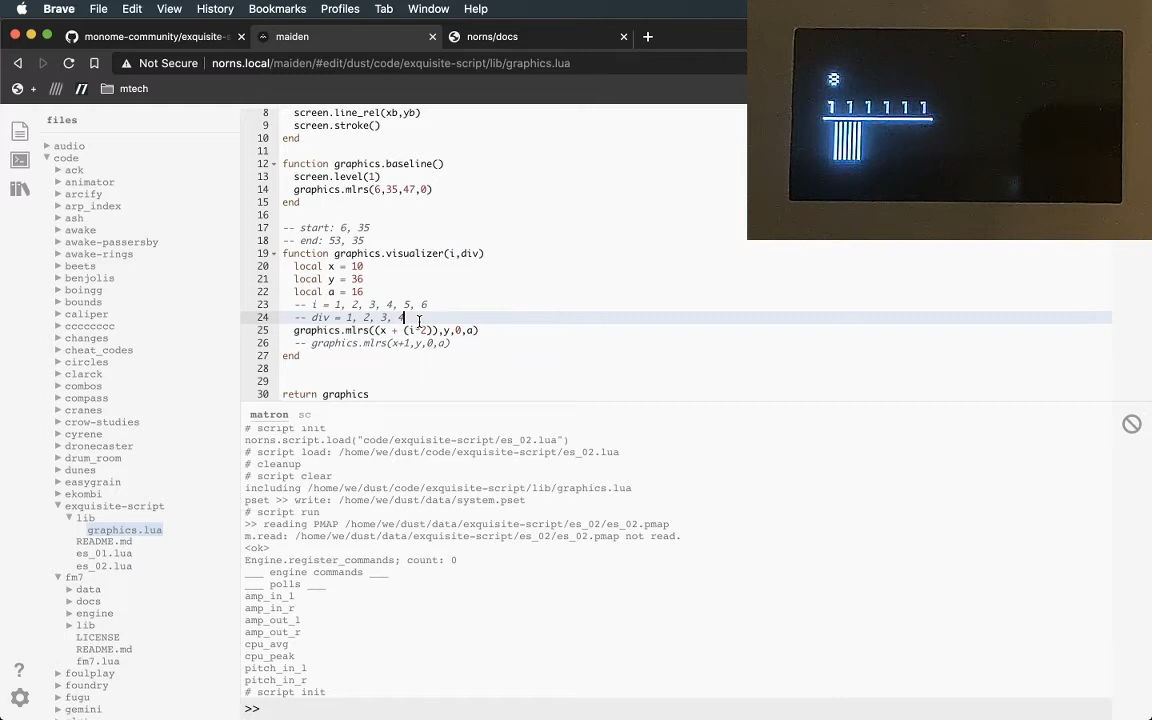 Brave File Edit View History Bookmarks Profiles Tab Window Help
monome-community/exquisite-s maiden norns/docs
Not Secure norns.local/maiden/#edit/dust/code/exquisite-script/lib/graphics.lua
mtech
files
audio
code
ack
animator
arcify
arp_index
ash
awake
awake-passersby
awake-rings
beets
benjolis
bingo
bounds
caliper
cccccccc
changes
cheat_codes
circles
clarck
combos
compass
cranes
crow-studies
cyrene
dronecaster
drum_room
dunes
easygrain
ekombi
exquisite-script
lib
graphics.lua
README.md
es_01.lua
es_02.lua
fm7
data
docs
engine
lib
LICENSE
README.md
fm7.lua
foulplay
foundry
fugu
gemini
8 screen.line_rel(xb,yb)
9 screen.stroke()
10 end
11
12 function graphics.baseline()
13 screen.level(1)
14 graphics.mlrs(6,35,47,0)
15 end
16
17 -- start: 6, 35
18 -- end: 53, 35
19 function graphics.visualizer(i,div)
20 local x = 10
21 local y = 36
22 local a = 16
23 -- i = 1, 2, 3, 4, 5, 6
24 -- div = 1, 2, 3, 4
25 graphics.mlrs((x + (i*2)),y,0,a)
26 -- graphics.mlrs(x+1,y,0,a)
27 end
28
29
30 return graphics
matron sc
# script init
norns.script.load("code/exquisite-script/es_02.lua")
# script load: /home/we/dust/code/exquisite-script/es_02.lua
# cleanup
# script clear
including /home/we/dust/code/exquisite-script/lib/graphics.lua
pset >> write: /home/we/dust/data/system.pset
# script run
>> reading PMAP /home/we/dust/data/exquisite-script/es_02/es_02.pmap
m.read: /home/we/dust/data/exquisite-script/es_02/es_02.pmap not read.
<ok>
Engine.register_commands; count: 0
___ engine commands ___
___ polls ___
amp_in_l
amp_in_r
amp_out_l
amp_out_r
cpu_avg
cpu_peak
pitch_in_l
pitch_in_r
# script init
>>
8
1 1 1 1 1 1